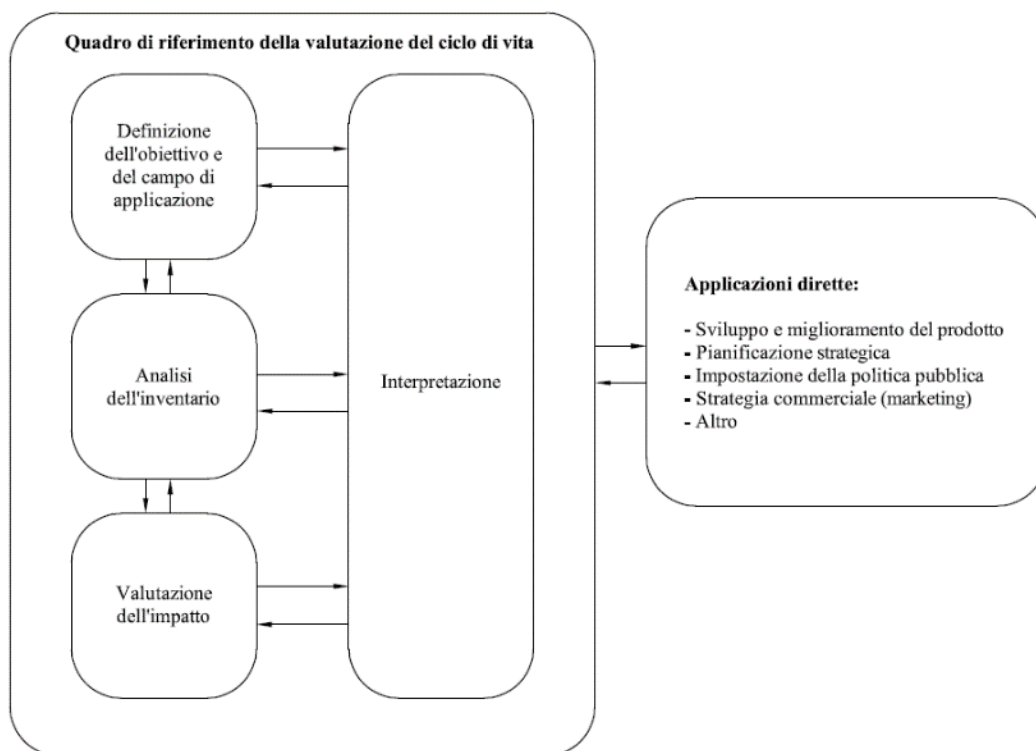 Quadro di riferimento della valutazione del ciclo di vita
Definizione
dell'obiettivo e
del campo di
applicazione
Analisi
dell'inventario
Valutazione
dell'impatto
Interpretazione
Applicazioni dirette:
- Sviluppo e miglioramento del prodotto
- Pianificazione strategica
- Impostazione della politica pubblica
- Strategia commerciale (marketing)
- Altro